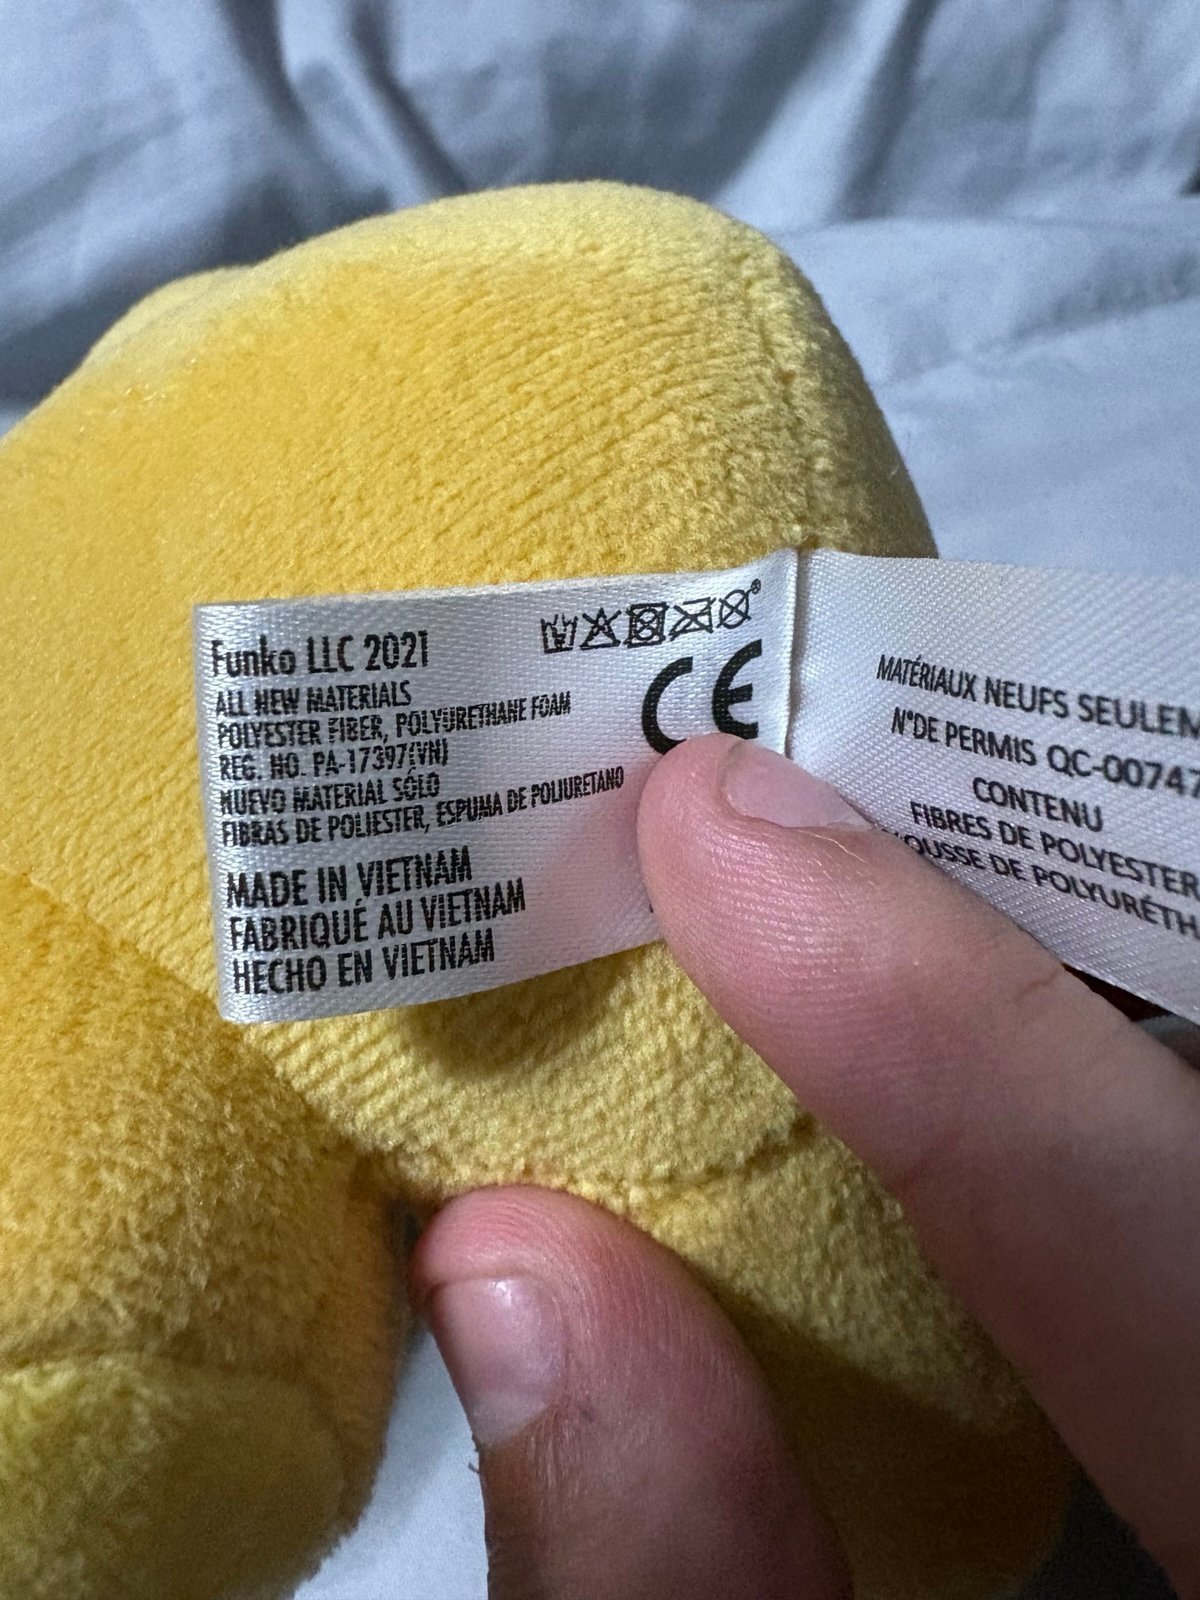 Funko LLC 2021
ALL NEW MATERIALS
POLYESTER FIBER, POLYURETHANE FOAM
REG. NO. PA-17397(VN)
NUEVO MATERIAL SÓLO
FIBRAS DE POLIESTER, ESPUMA DE POLIURETANO
MADE IN VIETNAM
FABRIQUÉ AU VIETNAM
HECHO EN VIETNAM
CE
MATÉRIAUX NEUFS SEULEM
N°DE PERMIS QC-00747
CONTENU
FIBRES DE POLYESTER
OUSSE DE POLYURÉTH